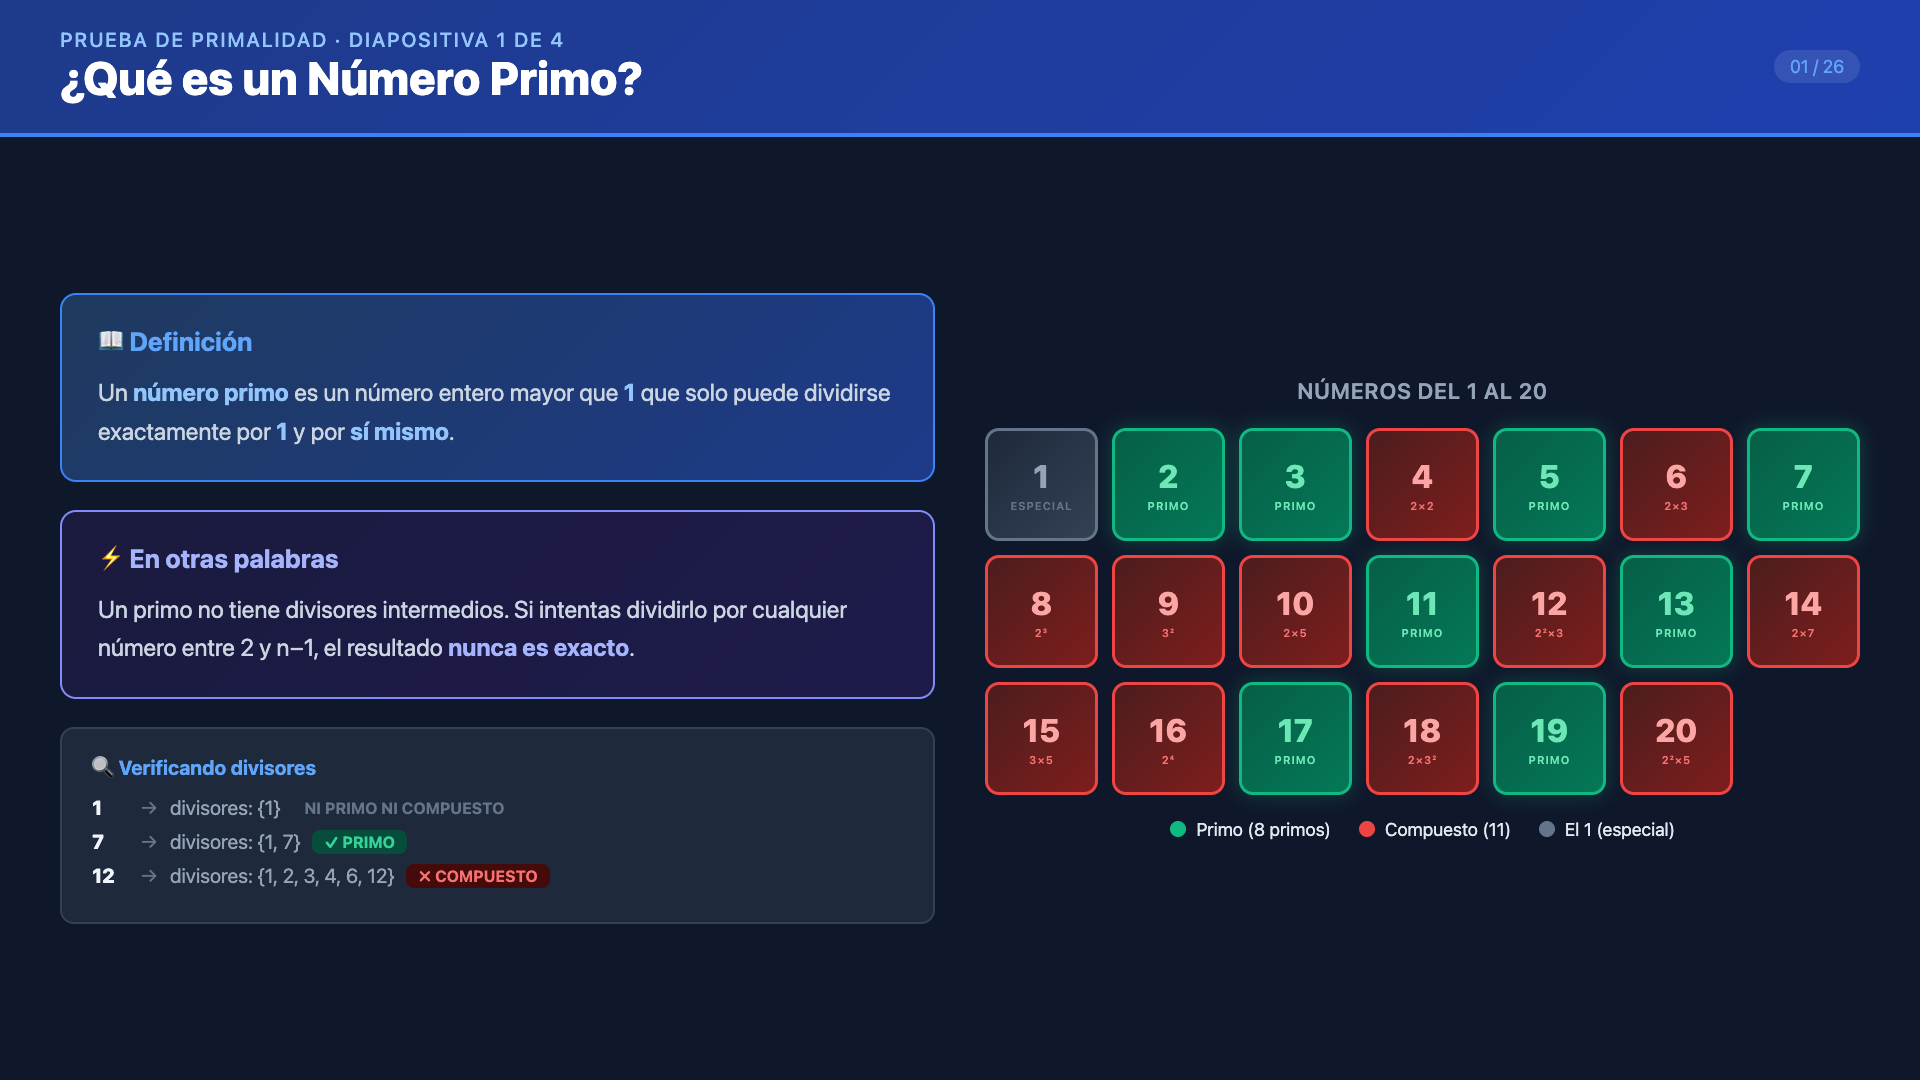 PRUEBA DE PRIMALIDAD · DIAPOSITIVA 1 DE 4
¿Qué es un Número Primo?
01 / 26
📖 Definición
Un número primo es un número entero mayor que 1 que solo puede dividirse
exactamente por 1 y por sí mismo.
⚡ En otras palabras
Un primo no tiene divisores intermedios. Si intentas dividirlo por cualquier
número entre 2 y n−1, el resultado nunca es exacto.
🔍 Verificando divisores
1 → divisores: {1} NI PRIMO NI COMPUESTO
7 → divisores: {1, 7} ✓ PRIMO
12 → divisores: {1, 2, 3, 4, 6, 12} ✕ COMPUESTO
NÚMEROS DEL 1 AL 20
1 2 3 4 5 6 7
ESPECIAL PRIMO PRIMO 2×2 PRIMO 2×3 PRIMO
8 9 10 11 12 13 14
2³ 3² 2×5 PRIMO 2²×3 PRIMO 2×7
15 16 17 18 19 20
3×5 2⁴ PRIMO 2×3² PRIMO 2²×5
Primo (8 primos) Compuesto (11) El 1 (especial)